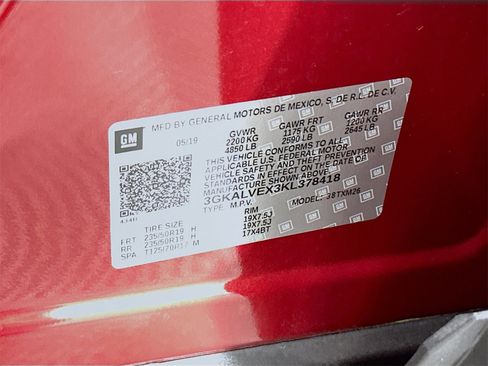 GM
MFD BY GENERAL MOTORS DE MEXICO, S. DE R.L. DE C.V.
05/19 GVWR GAWR FRT GAWR RR
2200 KG 1175 KG 1200 KG
4850 LB 2590 LB 2645 LB
THIS VEHICLE CONFORMS TO ALL
APPLICABLE U.S. FEDERAL MOTOR
VEHICLE SAFETY AND THEFT PREVENTION
STANDARDS IN EFFECT ON THE DATE OF
MANUFACTURE SHOWN ABOVE.
3GKALVEX3KL378418
TYPE: M.P.V. MODEL:
TIRE SIZE RIM
FRT 235/50R19 H 19X7.5J
RR 235/50R19 H 19X7.5J
SPA T125/70R17 M 17X4BT